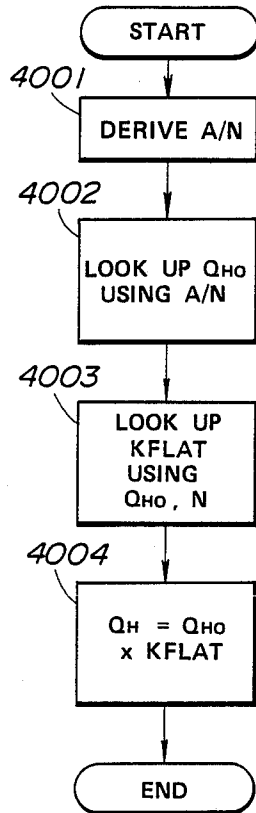 START
4001
DERIVE A/N
4002
LOOK UP QHO
USING A/N
4003
LOOK UP
KFLAT
USING
QHO, N
4004
QH = QHO
x KFLAT
END